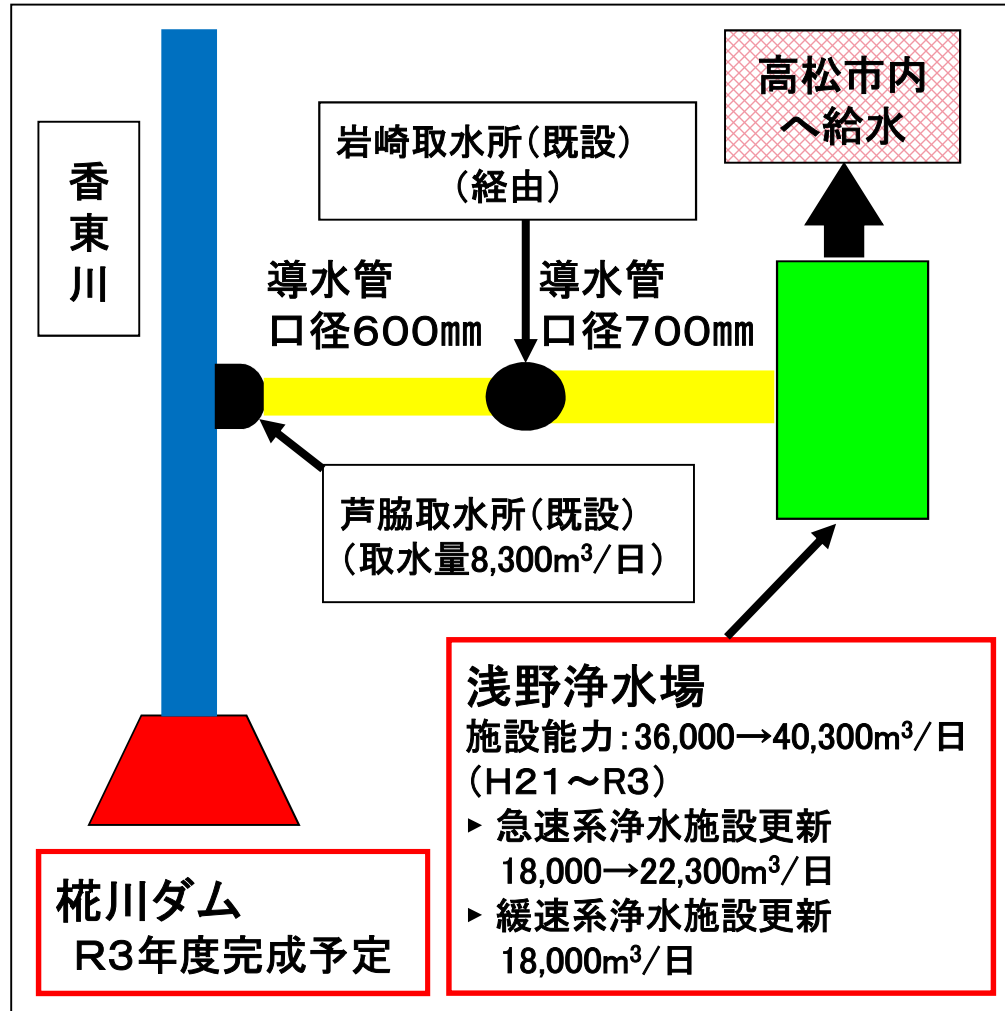 香東川
岩崎取水所(既設)
(経由)
高松市内
へ給水
導水管
口径600㎜
導水管
口径700㎜
芦脇取水所(既設)
(取水量8,300m³/日)
浅野浄水場
施設能力:36,000→40,300m³/日
(H21~R3)
▸ 急速系浄水施設更新
18,000→22,300m³/日
▸ 緩速系浄水施設更新
18,000m³/日
椛川ダム
R3年度完成予定